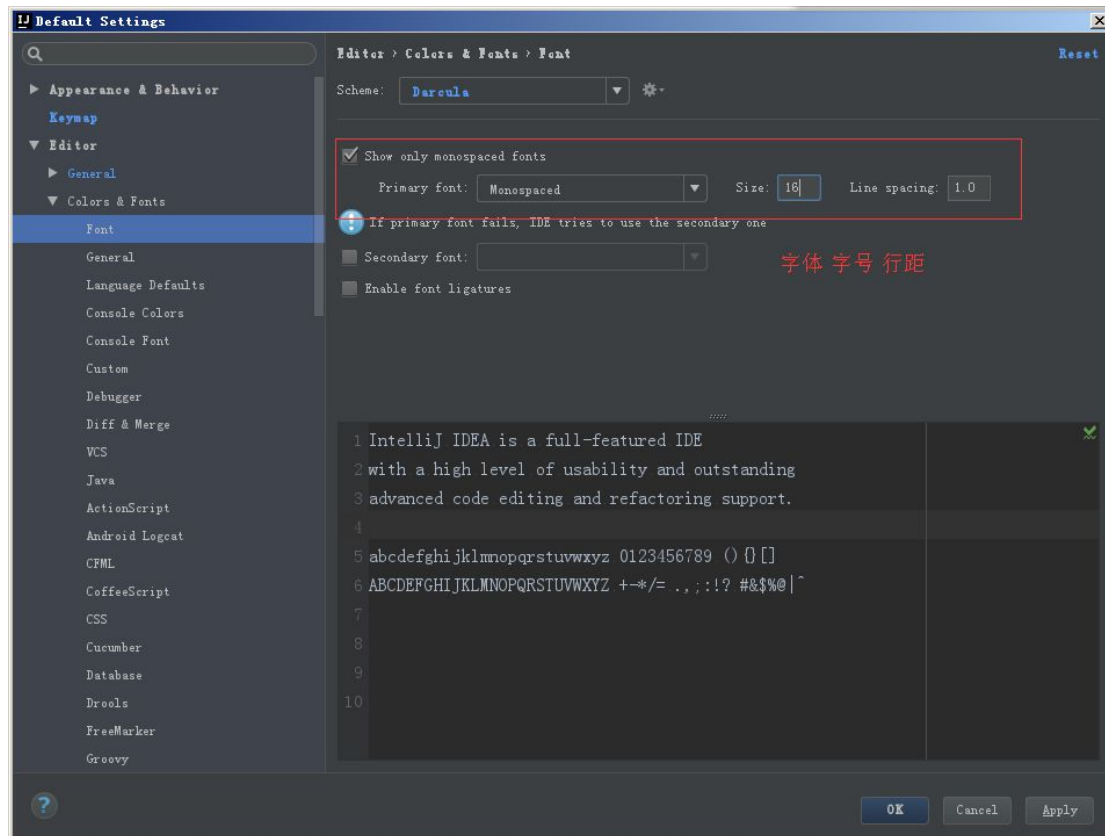 IJ Default Settings
Editor › Colors & Fonts › Font
Reset
Appearance & Behavior
Keymap
Editor
General
Colors & Fonts
Font
General
Language Defaults
Console Colors
Console Font
Custom
Debugger
Diff & Merge
VCS
Java
ActionScript
Android Logcat
CFML
CoffeeScript
CSS
Cucumber
Database
Drools
FreeMarker
Groovy
Scheme: Darcula
Show only monospaced fonts
Primary font: Monospaced Size: 16 Line spacing: 1.0
If primary font fails, IDE tries to use the secondary one
Secondary font:
字体 字号 行距
Enable font ligatures
1 IntelliJ IDEA is a full-featured IDE
2 with a high level of usability and outstanding
3 advanced code editing and refactoring support.
4
5 abcdefghijklmnopqrstuvwxyz 0123456789 (){}[]
6 ABCDEFGHIJKLMNOPQRSTUVWXYZ +-*/= .,;:!? #&$%@|^
7
8
9
10
?
OK Cancel Apply